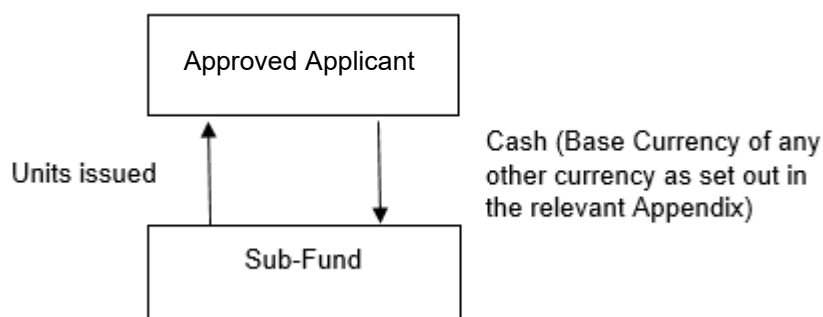 Approved Applicant
Units issued
Cash (Base Currency of any
other currency as set out in
the relevant Appendix)
Sub-Fund